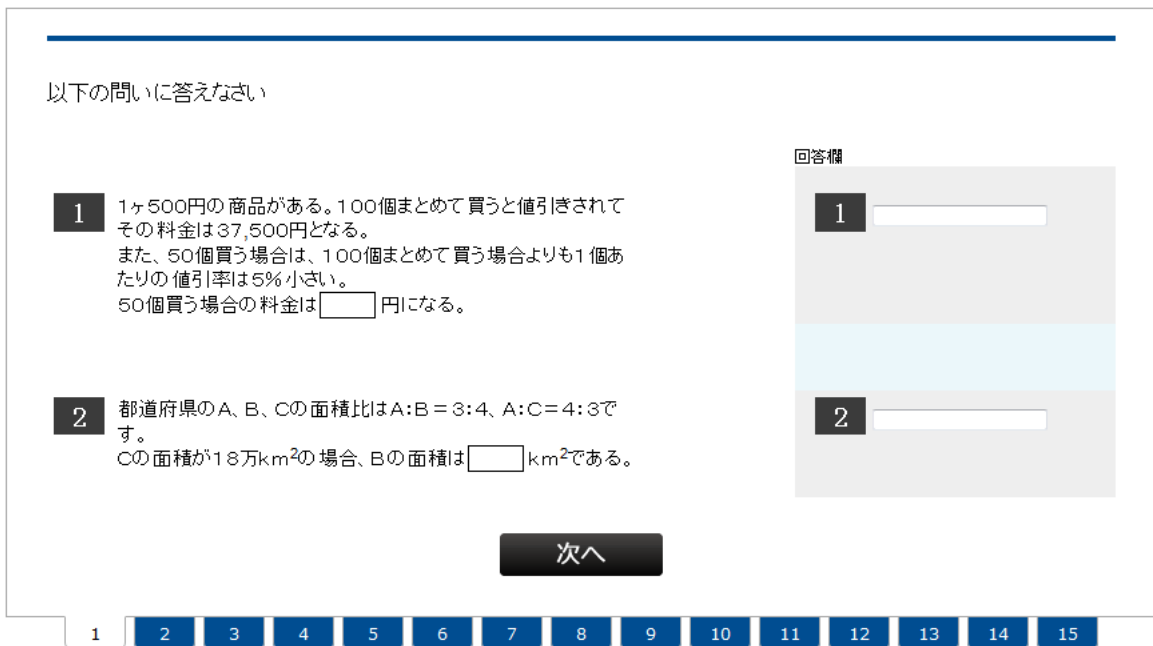 以下の問いに答えなさい
回答欄
1
1ヶ500円の商品がある。100個まとめて買うと値引きされて
その料金は37,500円となる。
また、50個買う場合は、100個まとめて買う場合よりも1個あ
たりの値引率は5%小さい。
50個買う場合の料金は 円になる。
1
2
都道府県のA、B、Cの面積比はA:B=3:4、A:C=4:3で
す。
Cの面積が18万km²の場合、Bの面積は km²である。
2
次へ
1 2 3 4 5 6 7 8 9 10 11 12 13 14 15